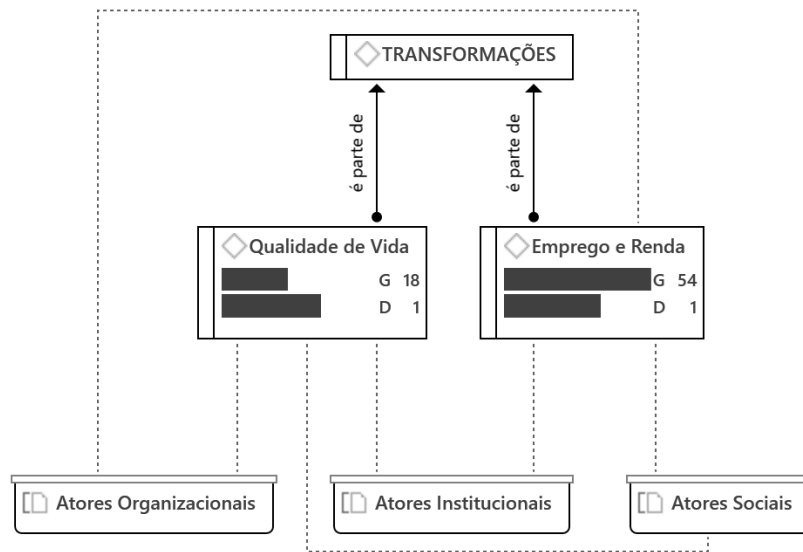 TRANSFORMAÇÕES
é parte de
é parte de
Qualidade de Vida
G 18
D 1
Emprego e Renda
G 54
D 1
Atores Organizacionais
Atores Institucionais
Atores Sociais